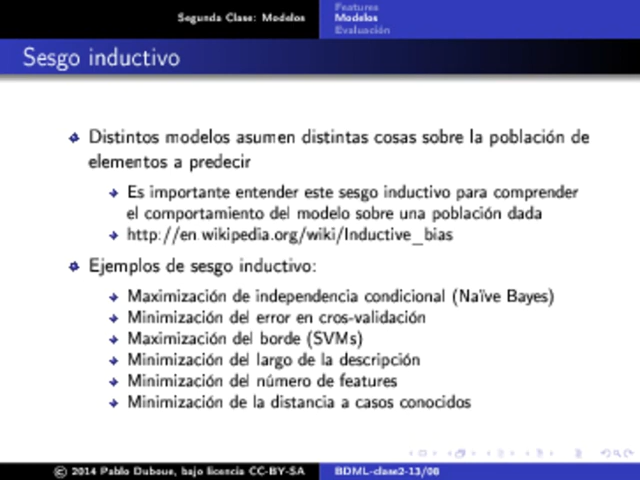 Segunda Clase: Modelos
Features
Modelos
Evaluación
Sesgo inductivo
Distintos modelos asumen distintas cosas sobre la población de
elementos a predecir
Es importante entender este sesgo inductivo para comprender
el comportamiento del modelo sobre una población dada
http://en.wikipedia.org/wiki/Inductive_bias
Ejemplos de sesgo inductivo:
Maximización de independencia condicional (Naïve Bayes)
Minimización del error en cros-validación
Maximización del borde (SVMs)
Minimización del largo de la descripción
Minimización del número de features
Minimización de la distancia a casos conocidos
© 2014 Pablo Duboue, bajo licencia CC-BY-SA
BDML-clase2-13/08